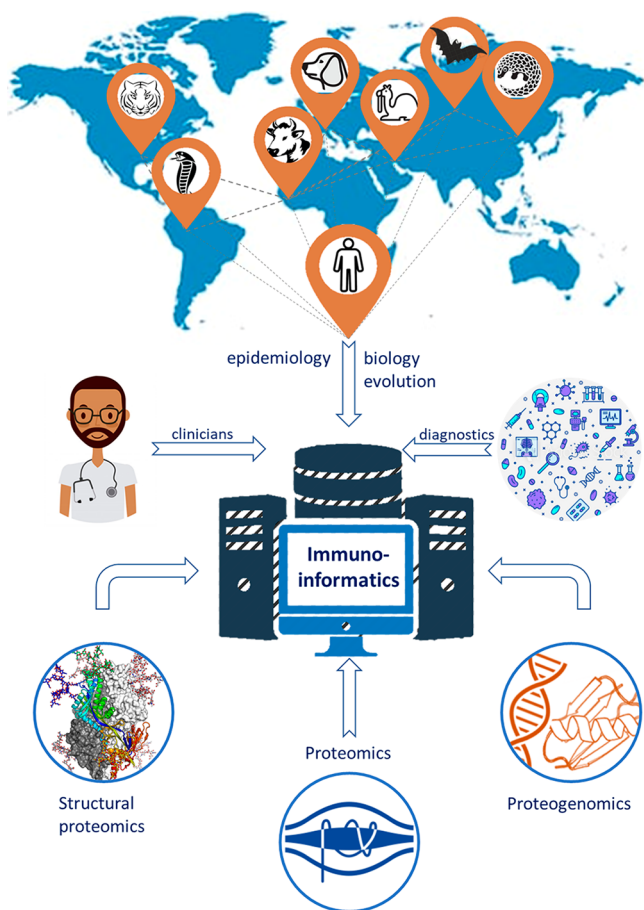 epidemiology
biology
evolution
clinicians
diagnostics
Immuno-
informatics
Proteomics
Structural
proteomics
Proteogenomics